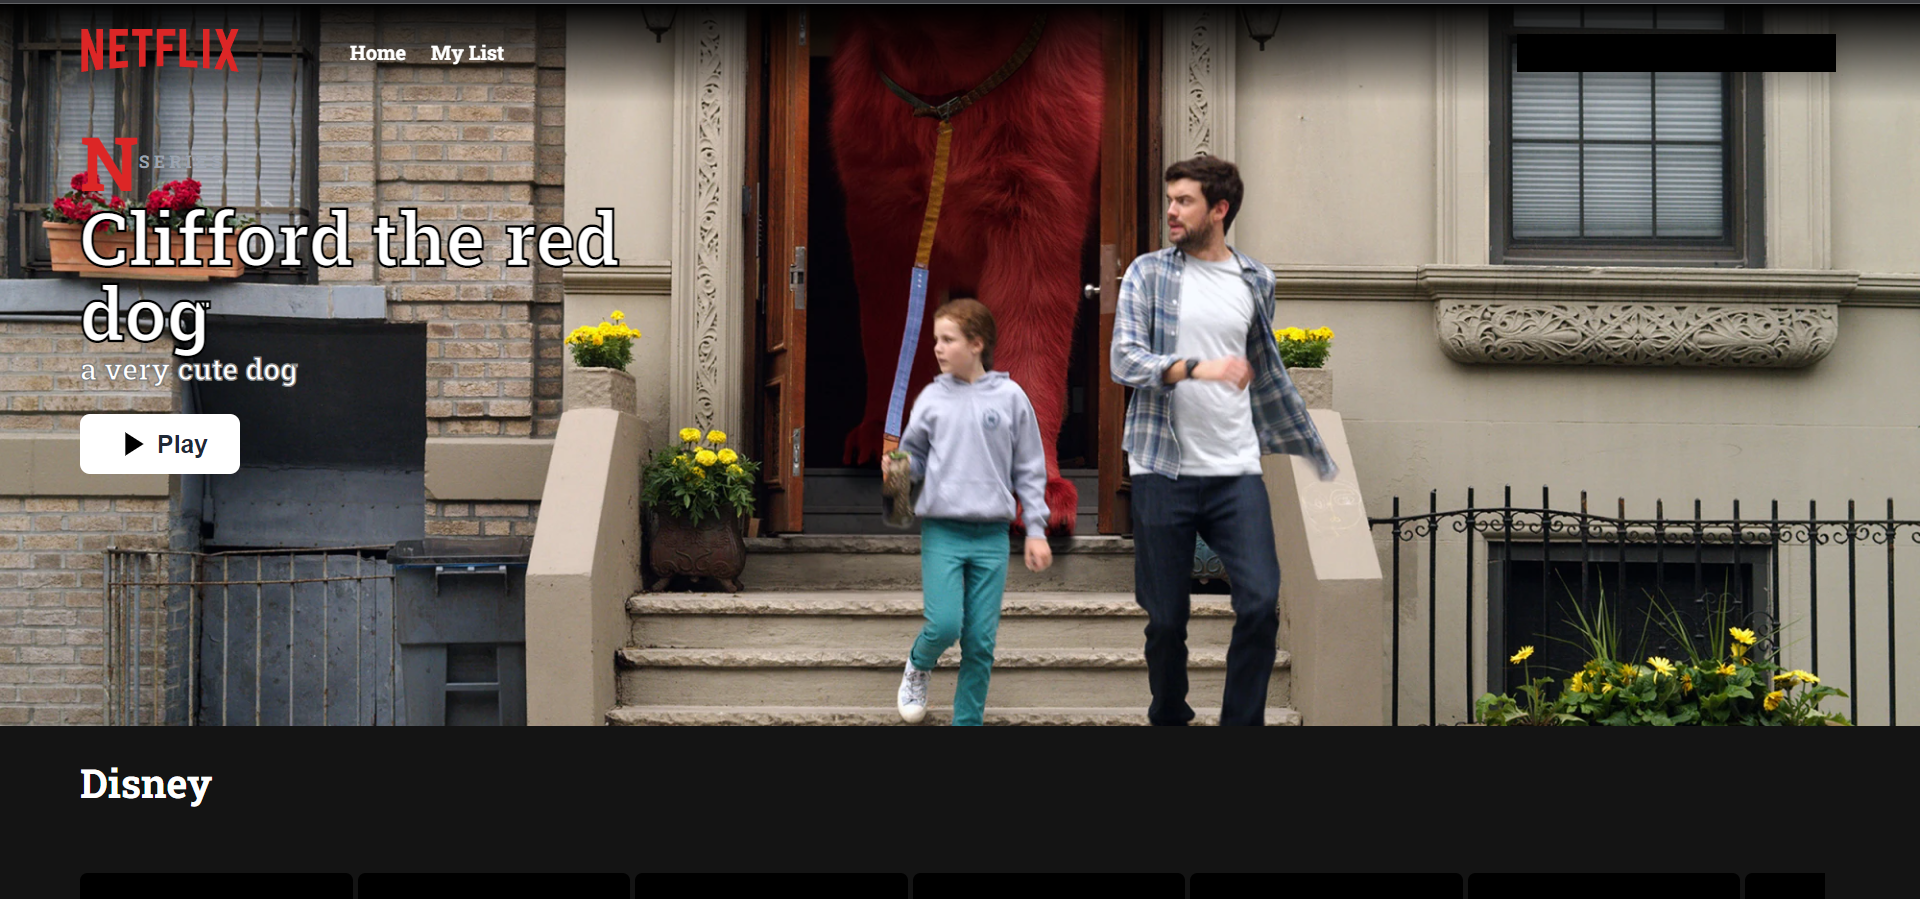 NETFLIX
Home
My List
N SERIES
Clifford the red
dog
a very cute dog
Play
Disney